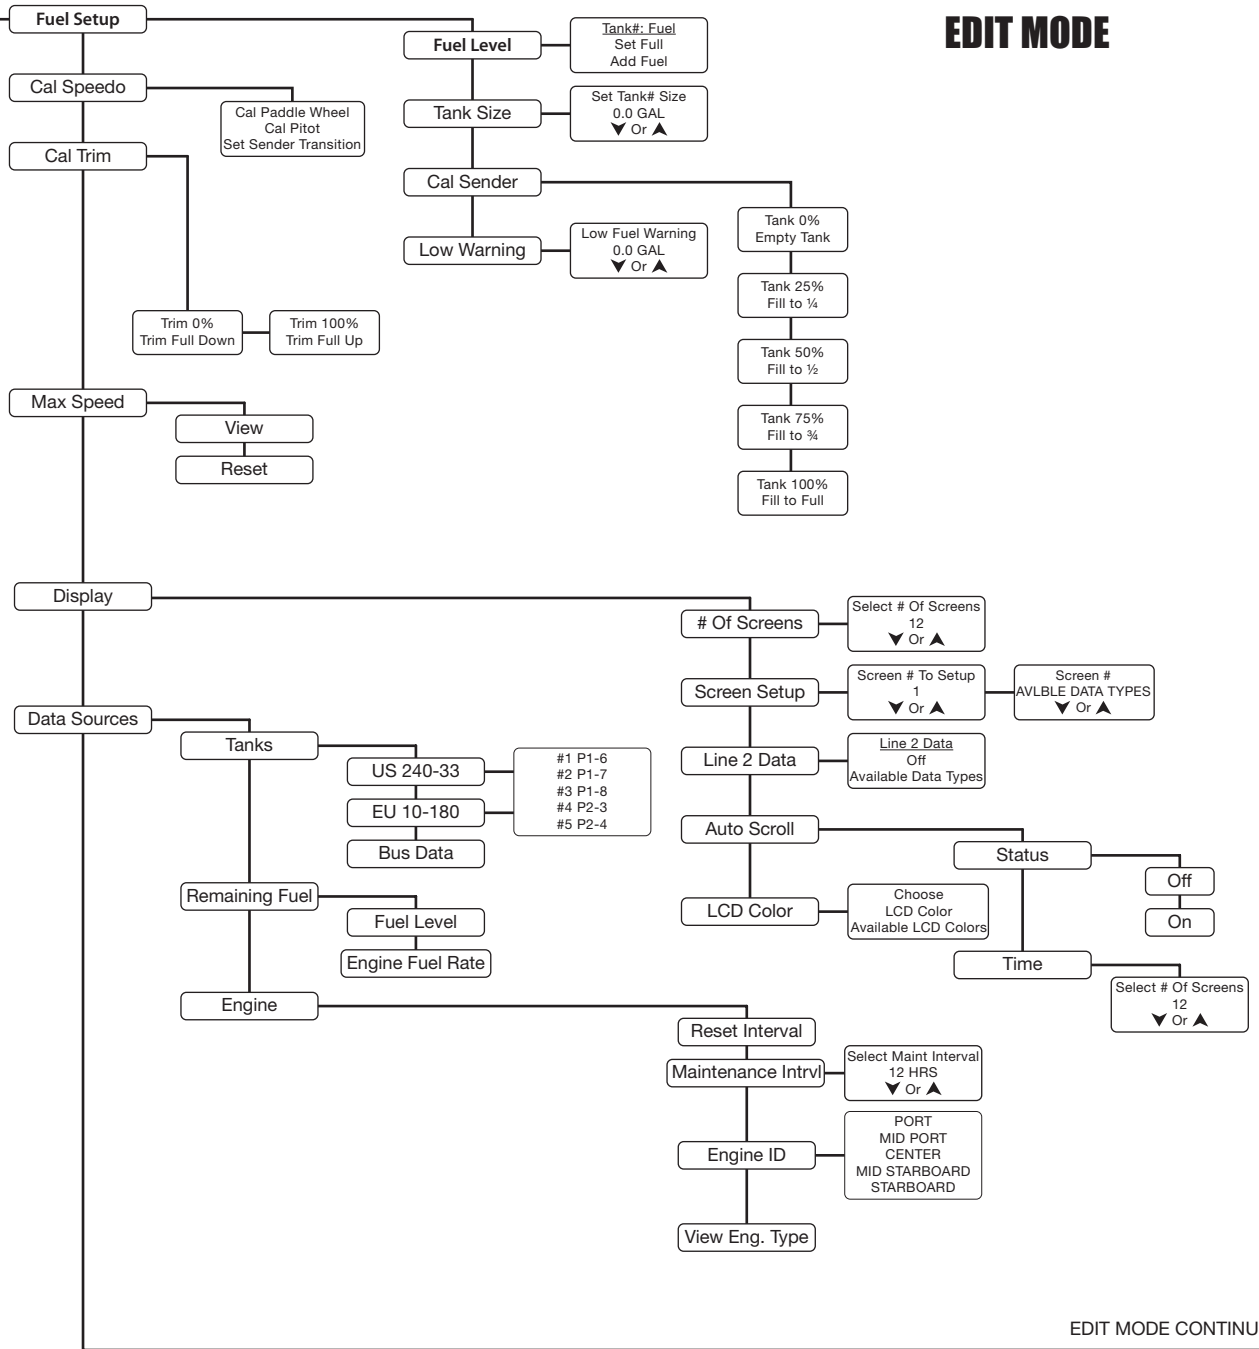 EDIT MODE
Fuel Setup
Fuel Level
Tank#: Fuel
Set Full
Add Fuel
Cal Speedo
Cal Paddle Wheel
Cal Pitot
Set Sender Transition
Tank Size
Set Tank# Size
0.0 GAL
Or
Cal Trim
Cal Sender
Tank 0%
Empty Tank
Low Warning
Low Fuel Warning
0.0 GAL
Or
Tank 25%
Fill to ¼
Trim 0%
Trim Full Down
Trim 100%
Trim Full Up
Tank 50%
Fill to ½
Max Speed
View
Reset
Tank 75%
Fill to ¾
Tank 100%
Fill to Full
Display
# Of Screens
Select # Of Screens
12
Or
Screen Setup
Screen # To Setup
1
Or
Screen #
AVLBLE DATA TYPES
Or
Data Sources
Tanks
US 240-33
EU 10-180
Bus Data
#1 P1-6
#2 P1-7
#3 P1-8
#4 P2-3
#5 P2-4
Line 2 Data
Line 2 Data
Off
Available Data Types
Auto Scroll
Status
Off
On
Remaining Fuel
Fuel Level
Engine Fuel Rate
LCD Color
Choose
LCD Color
Available LCD Colors
Time
Select # Of Screens
12
Or
Engine
Reset Interval
Maintenance Intrvl
Select Maint Interval
12 HRS
Or
Engine ID
PORT
MID PORT
CENTER
MID STARBOARD
STARBOARD
View Eng. Type
EDIT MODE CONTINU